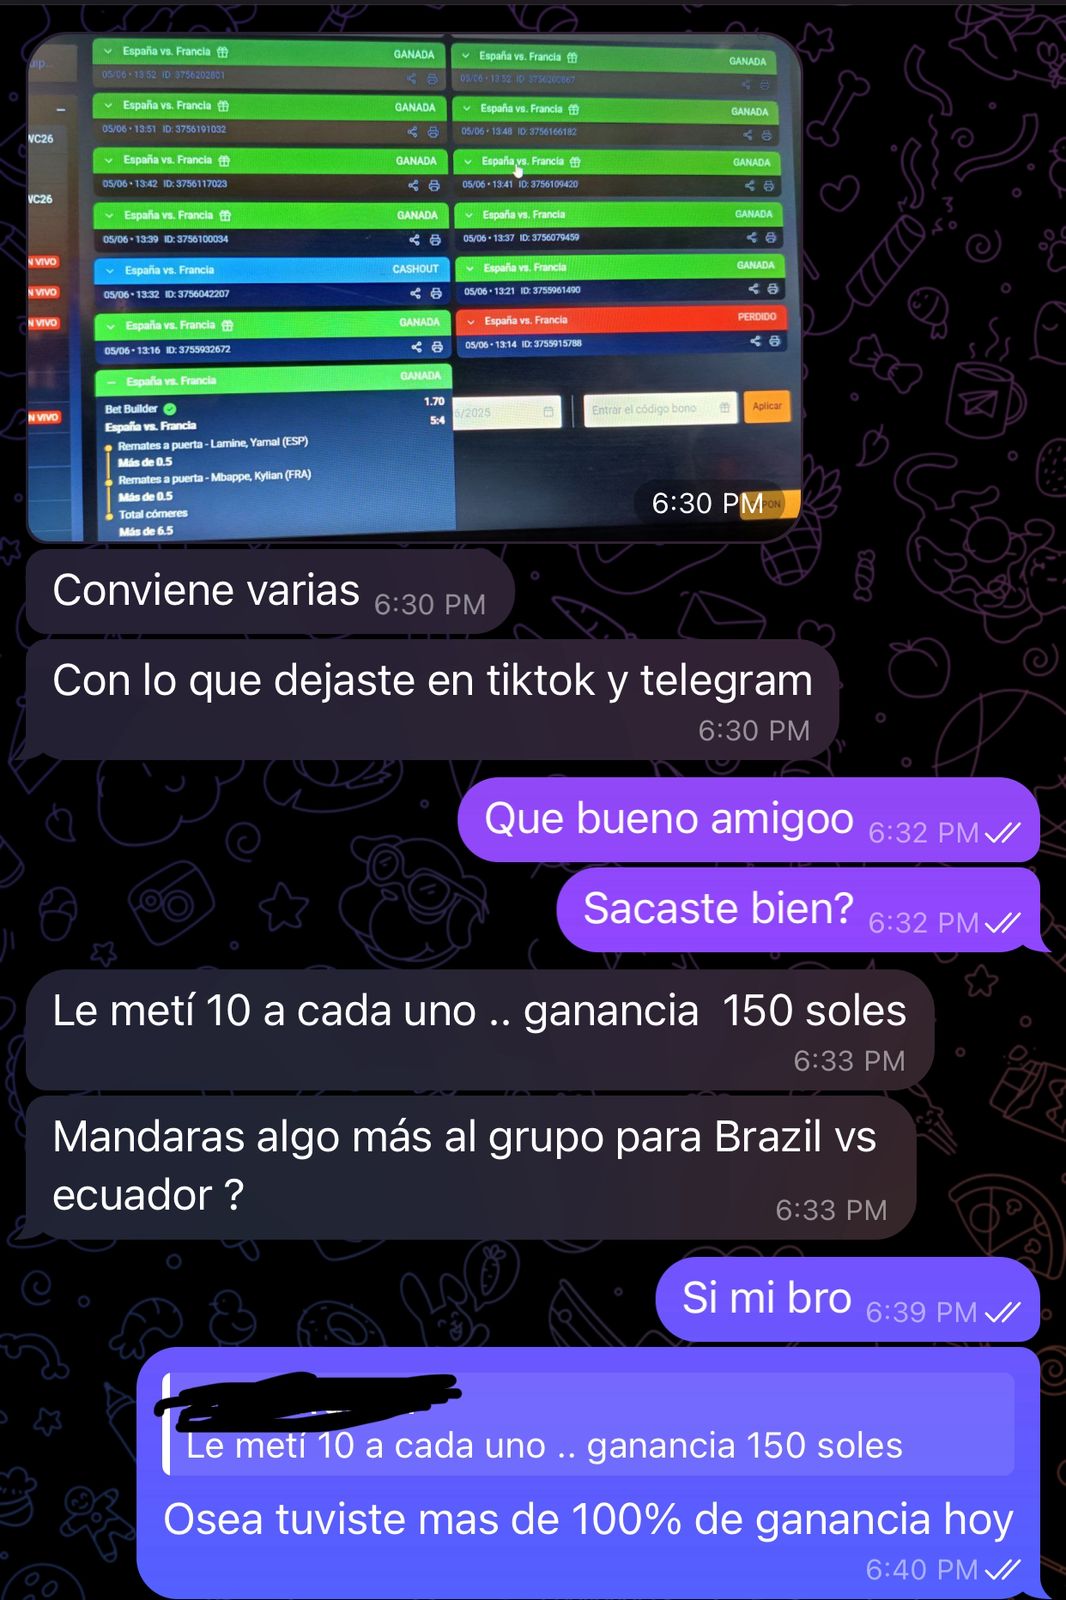 España vs. Francia GANADA
05/06 • 13:52 ID: 3756202801
España vs. Francia GANADA
05/06 • 13:52 ID: 3756200867
España vs. Francia GANADA
05/06 • 13:51 ID: 3756191032
España vs. Francia GANADA
05/06 • 13:48 ID: 3756166182
WC26
España vs. Francia GANADA
05/06 • 13:42 ID: 3756117023
España vs. Francia GANADA
05/06 • 13:41 ID: 3756109420
WC26
España vs. Francia GANADA
05/06 • 13:39 ID: 3756100034
España vs. Francia GANADA
05/06 • 13:37 ID: 3756079459
N VIVO
España vs. Francia CASHOUT
05/06 • 13:32 ID: 3756042207
España vs. Francia GANADA
05/06 • 13:21 ID: 3755961490
N VIVO
N VIVO
España vs. Francia GANADA
05/06 • 13:16 ID: 3755932672
España vs. Francia PERDIDO
05/06 • 13:14 ID: 3755915788
España vs. Francia GANADA
N VIVO
Bet Builder 1.70
España vs. Francia 5:4
Remates a puerta - Lamine, Yamal (ESP)
Más de 0.5
Remates a puerta - Mbappe, Kylian (FRA)
Más de 0.5
Total córneres
Más de 6.5
6/2025
Entrar el código bono
Aplicar
PON
6:30 PM
Conviene varias 6:30 PM
Con lo que dejaste en tiktok y telegram
6:30 PM
Que bueno amigoo 6:32 PM
Sacaste bien? 6:32 PM
Le metí 10 a cada uno .. ganancia 150 soles
6:33 PM
Mandaras algo más al grupo para Brazil vs
ecuador ? 6:33 PM
Si mi bro 6:39 PM
Le metí 10 a cada uno .. ganancia 150 soles
Osea tuviste mas de 100% de ganancia hoy
6:40 PM